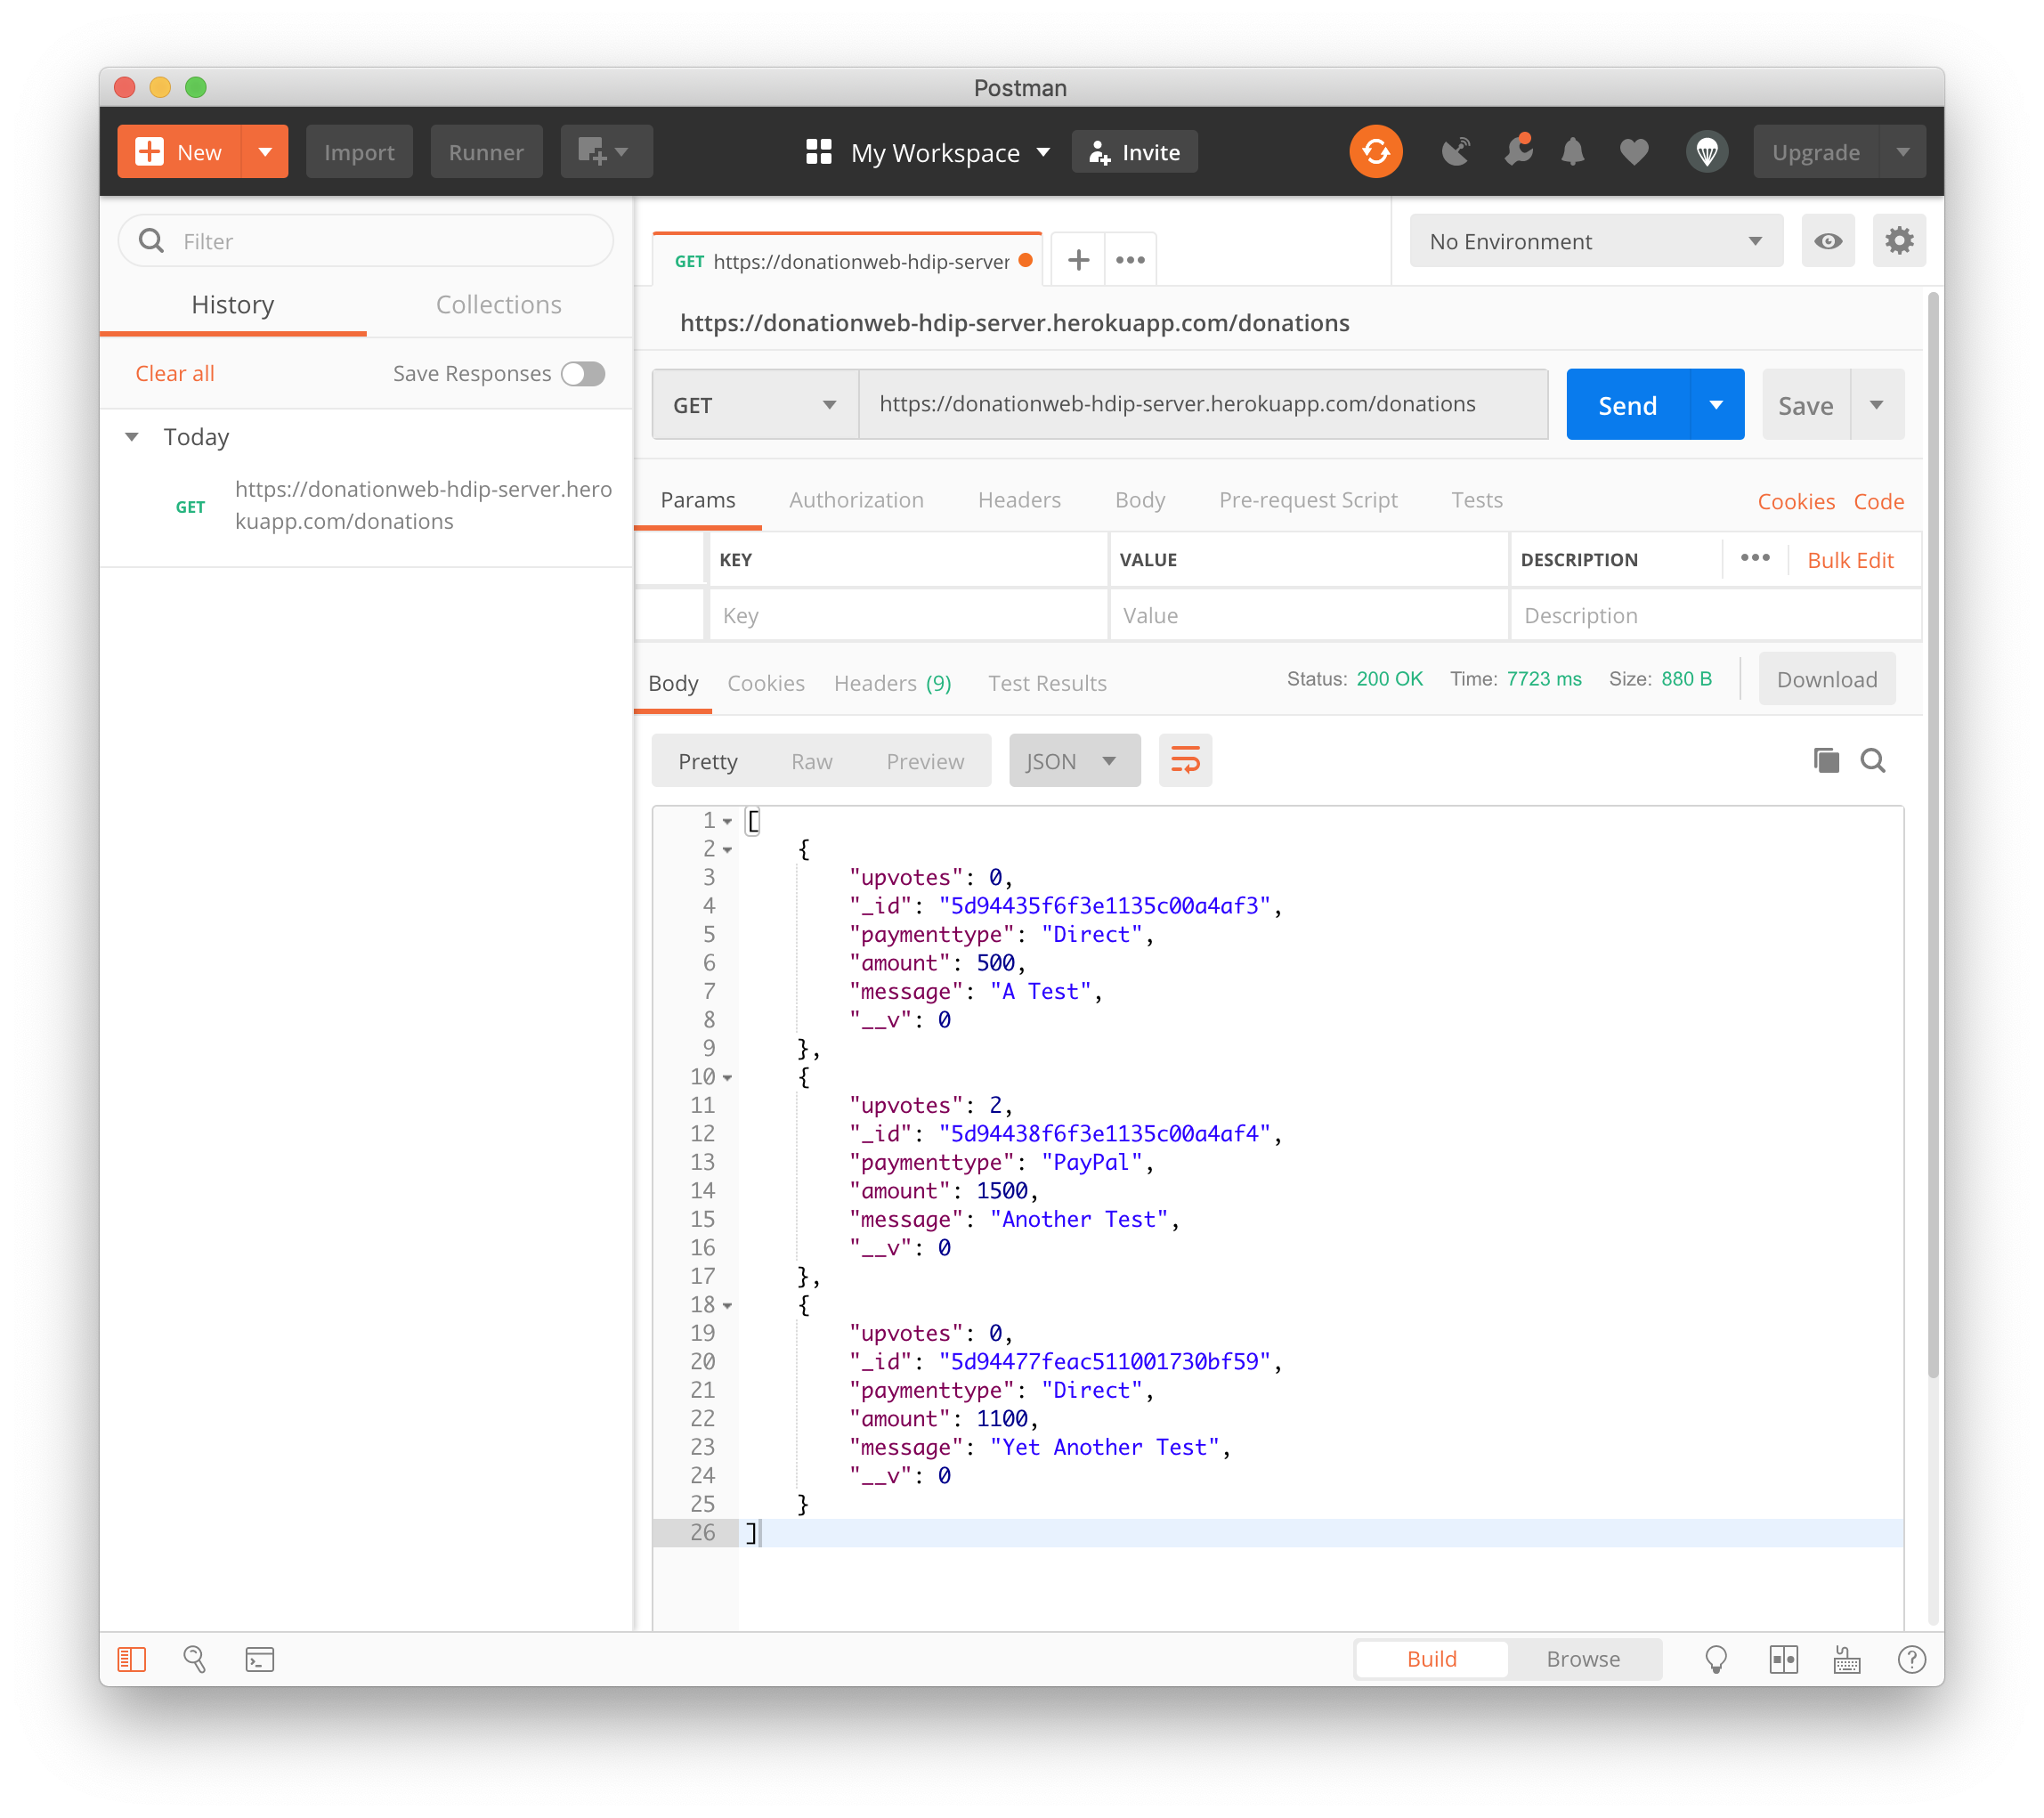 Postman
New
Import
Runner
My Workspace
Invite
Upgrade
Filter
History
Collections
Clear all
Save Responses
Today
GET
https://donationweb-hdip-server.hero
kuapp.com/donations
GET https://donationweb-hdip-server
No Environment
https://donationweb-hdip-server.herokuapp.com/donations
GET
https://donationweb-hdip-server.herokuapp.com/donations
Send
Save
Params Authorization Headers Body Pre-request Script Tests Cookies Code
KEY VALUE DESCRIPTION Bulk Edit
Key Value Description
Body Cookies Headers (9) Test Results Status: 200 OK Time: 7723 ms Size: 880 B Download
Pretty Raw Preview JSON
1 [
2 {
3 "upvotes": 0,
4 "_id": "5d94435f6f3e1135c00a4af3",
5 "paymenttype": "Direct",
6 "amount": 500,
7 "message": "A Test",
8 "__v": 0
9 },
10 {
11 "upvotes": 2,
12 "_id": "5d94438f6f3e1135c00a4af4",
13 "paymenttype": "PayPal",
14 "amount": 1500,
15 "message": "Another Test",
16 "__v": 0
17 },
18 {
19 "upvotes": 0,
20 "_id": "5d94477feac511001730bf59",
21 "paymenttype": "Direct",
22 "amount": 1100,
23 "message": "Yet Another Test",
24 "__v": 0
25 }
26 ]
Build
Browse